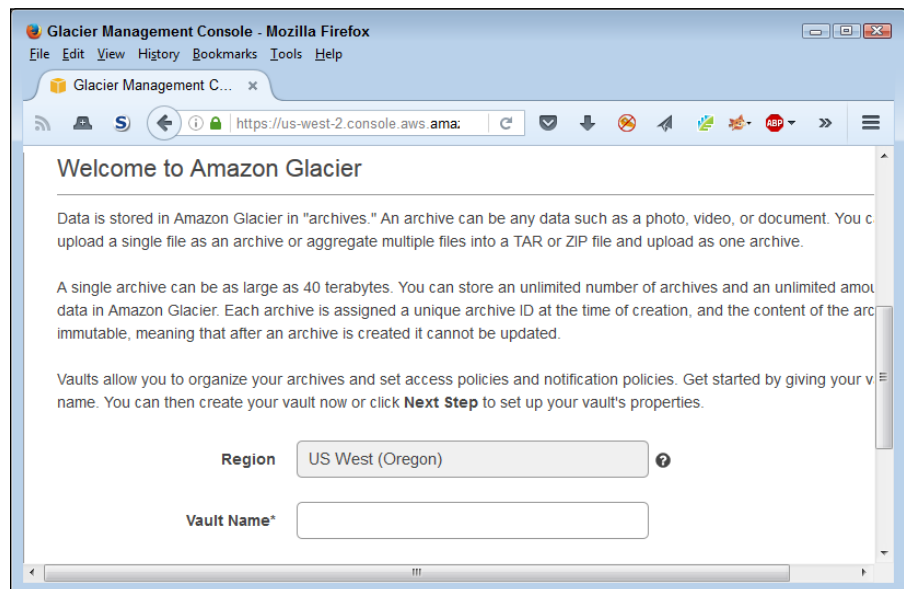 Glacier Management Console - Mozilla Firefox
File Edit View History Bookmarks Tools Help
Glacier Management C... ×
S) https://us-west-2.console.aws.ama: ABP
Welcome to Amazon Glacier
Data is stored in Amazon Glacier in "archives." An archive can be any data such as a photo, video, or document. You
upload a single file as an archive or aggregate multiple files into a TAR or ZIP file and upload as one archive.
A single archive can be as large as 40 terabytes. You can store an unlimited number of archives and an unlimited
data in Amazon Glacier. Each archive is assigned a unique archive ID at the time of creation, and the content of the
immutable, meaning that after an archive is created it cannot be updated.
Vaults allow you to organize your archives and set access policies and notification policies. Get started by giving your
name. You can then create your vault now or click Next Step to set up your vault's properties.
Region US West (Oregon) ?
Vault Name*